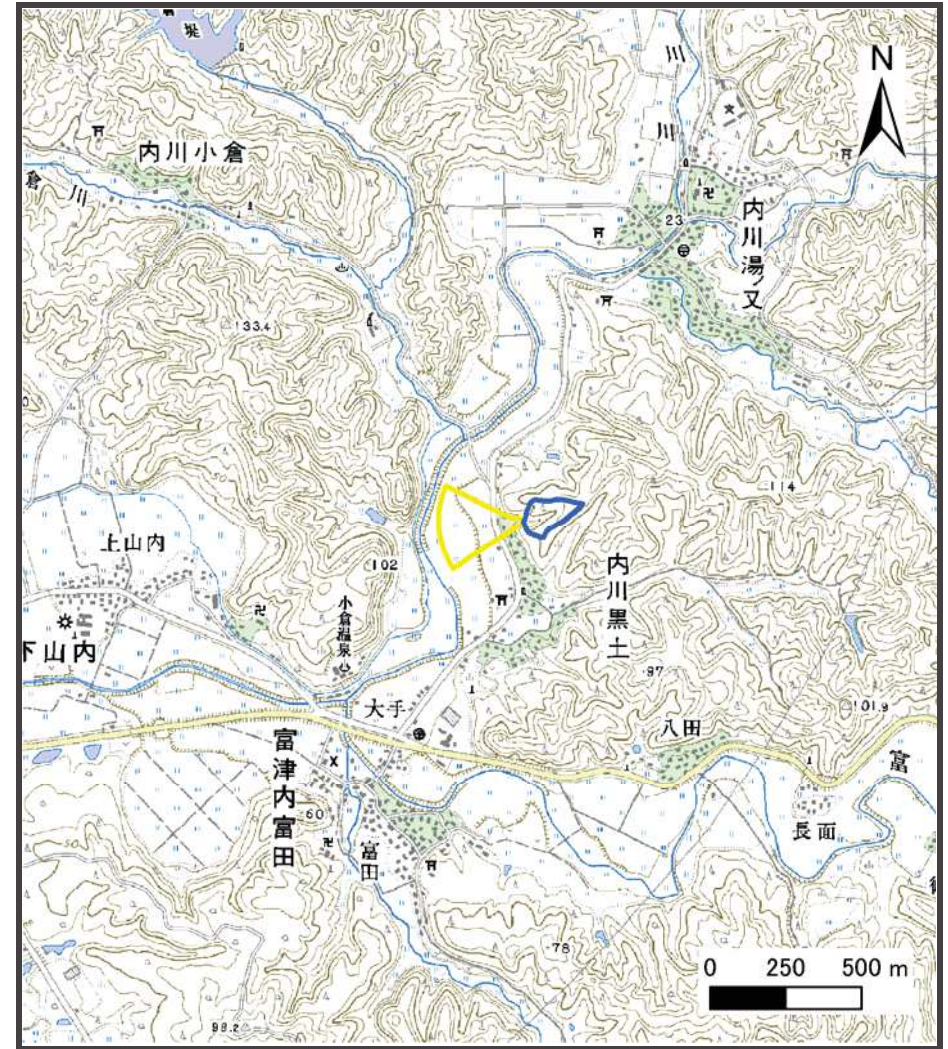 堤
N
川
内川小倉
倉川
川
23
内川湯ノ又
133.4
114
上山内
102
内川黒土
小倉温泉
下山内
97
大手
101.9
八田
富
富津内富田
60
長面
富田
78
0 250 500 m
98.2